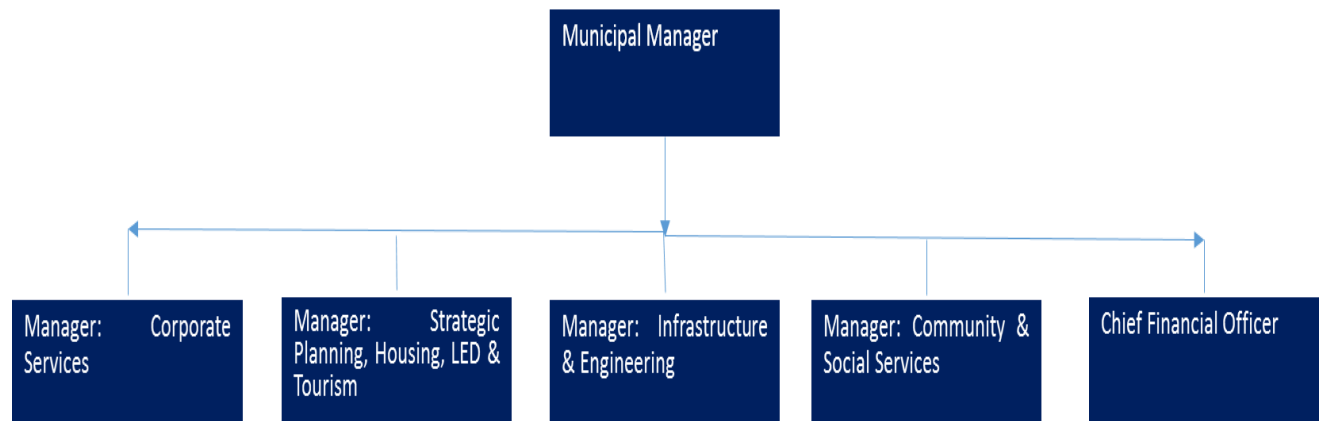 Municipal Manager
Manager: Corporate
Services
Manager: Strategic
Planning, Housing, LED &
Tourism
Manager: Infrastructure
& Engineering
Manager: Community &
Social Services
Chief Financial Officer